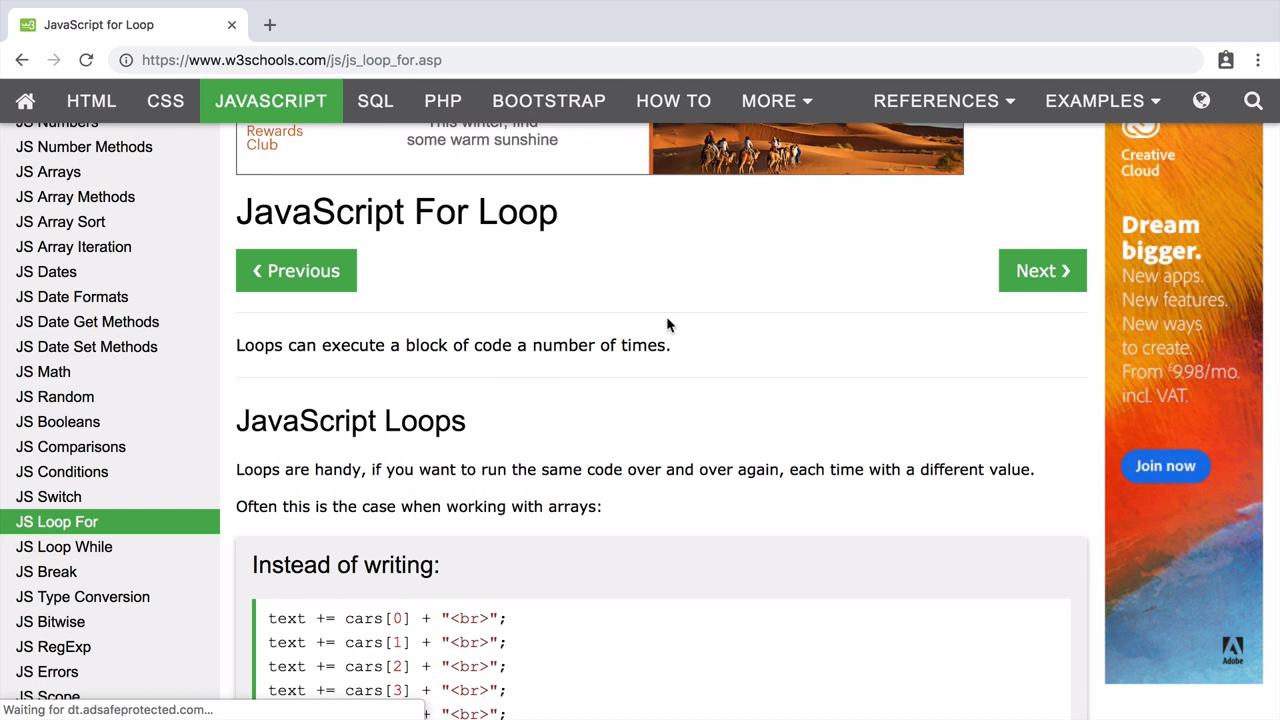 JavaScript for Loop
https://www.w3schools.com/js/js_loop_for.asp
HTML
CSS
JAVASCRIPT
SQL
PHP
BOOTSTRAP
HOW TO
MORE
REFERENCES
EXAMPLES
JS Numbers
JS Number Methods
JS Arrays
JS Array Methods
JS Array Sort
JS Array Iteration
JS Dates
JS Date Formats
JS Date Get Methods
JS Date Set Methods
JS Math
JS Random
JS Booleans
JS Comparisons
JS Conditions
JS Switch
JS Loop For
JS Loop While
JS Break
JS Type Conversion
JS Bitwise
JS RegExp
JS Errors
JS Scope
Waiting for dt.adsafeprotected.com...
Rewards
Club
This winter, find
some warm sunshine
JavaScript For Loop
❮ Previous
Next ❯
Loops can execute a block of code a number of times.
JavaScript Loops
Loops are handy, if you want to run the same code over and over again, each time with a different value.
Often this is the case when working with arrays:
Instead of writing:
text += cars[0] + "<br>";
text += cars[1] + "<br>";
text += cars[2] + "<br>";
text += cars[3] + "<br>";
+ "<br>";
Creative
Cloud
Dream
bigger.
New apps.
New features.
New ways
to create.
From £9.98/mo.
incl. VAT.
Join now
Adobe